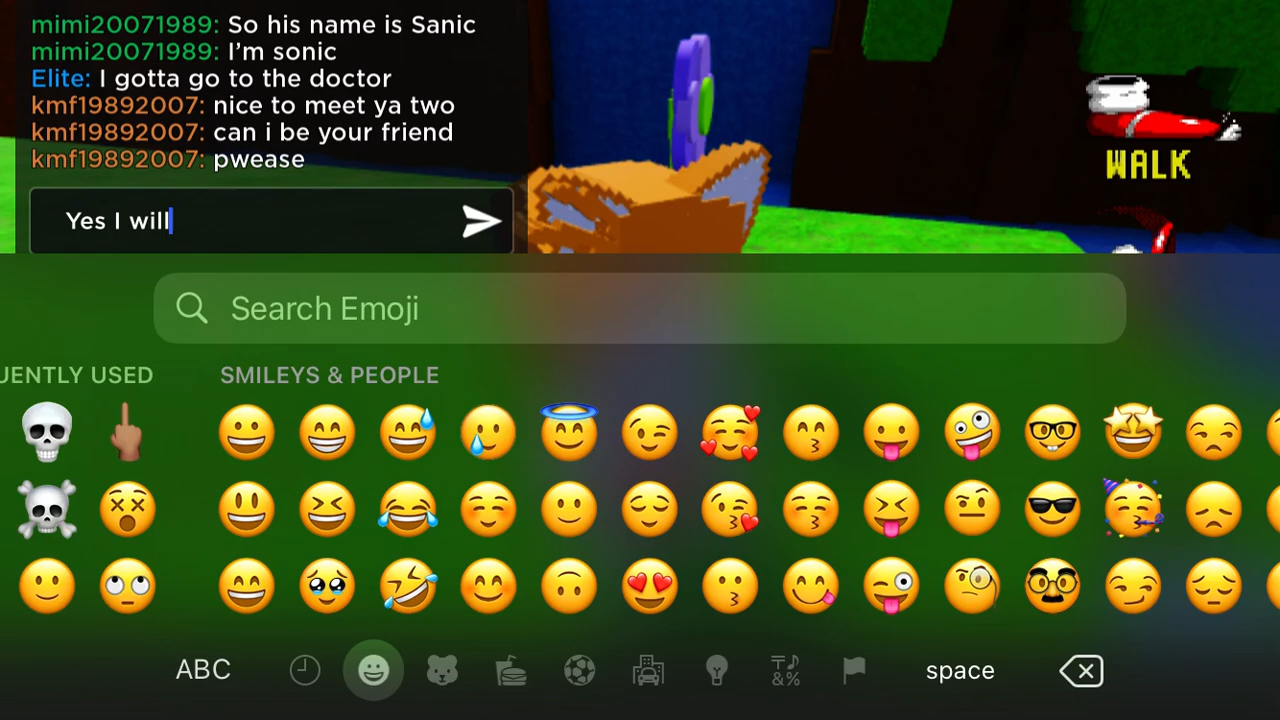 mimi20071989: So his name is Sanic
mimi20071989: I'm sonic
Elite: I gotta go to the doctor
kmf19892007: nice to meet ya two
kmf19892007: can i be your friend
kmf19892007: pwease
WALK
Yes I will
Search Emoji
UENTLY USED
SMILEYS & PEOPLE
ABC
space